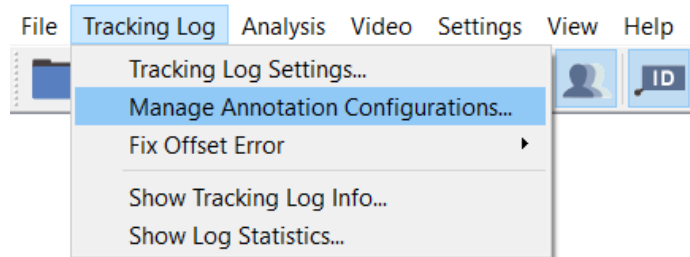 File Tracking Log Analysis Video Settings View Help
Tracking Log Settings...
Manage Annotation Configurations...
ID
Fix Offset Error
Show Tracking Log Info...
Show Log Statistics...